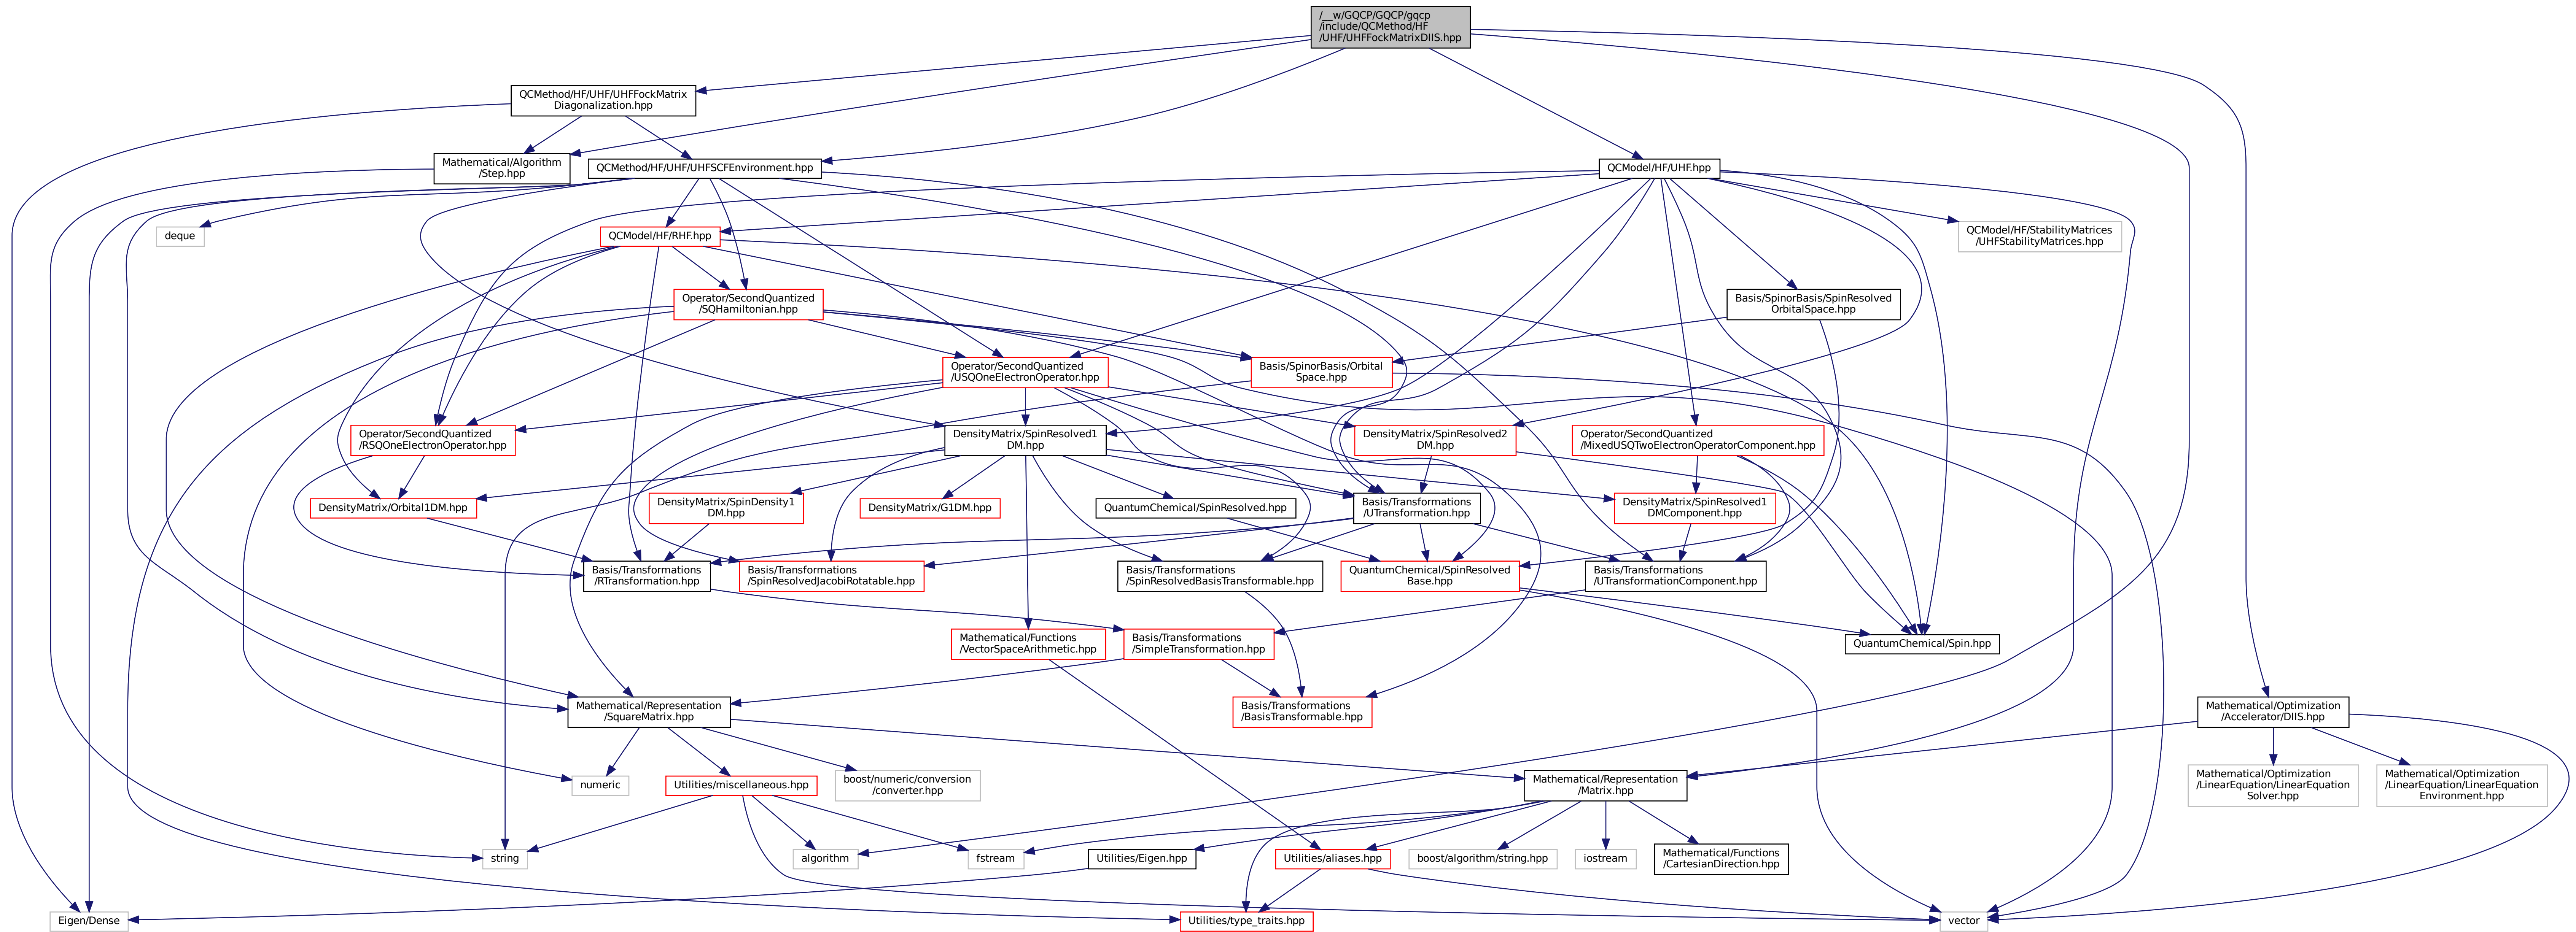 /__w/GQCP/GQCP/gqcp
/include/QCMethod/HF
/UHF/UHFFockMatrixDIIS.hpp
QCMethod/HF/UHF/UHFFockMatrix
Diagonalization.hpp
Mathematical/Algorithm
/Step.hpp
QCMethod/HF/UHF/UHFSCFEnvironment.hpp
QCModel/HF/UHF.hpp
deque
QCModel/HF/RHF.hpp
QCModel/HF/StabilityMatrices
/UHFStabilityMatrices.hpp
Operator/SecondQuantized
/SQHamiltonian.hpp
Basis/SpinorBasis/SpinResolved
OrbitalSpace.hpp
Operator/SecondQuantized
/USQOneElectronOperator.hpp
Basis/SpinorBasis/Orbital
Space.hpp
Operator/SecondQuantized
/RSQOneElectronOperator.hpp
DensityMatrix/SpinResolved1
DM.hpp
DensityMatrix/SpinResolved2
DM.hpp
Operator/SecondQuantized
/MixedUSQTwoElectronOperatorComponent.hpp
DensityMatrix/Orbital1DM.hpp
DensityMatrix/SpinDensity1
DM.hpp
DensityMatrix/G1DM.hpp
QuantumChemical/SpinResolved.hpp
Basis/Transformations
/UTransformation.hpp
DensityMatrix/SpinResolved1
DMComponent.hpp
Basis/Transformations
/RTransformation.hpp
Basis/Transformations
/SpinResolvedJacobiRotatable.hpp
Basis/Transformations
/SpinResolvedBasisTransformable.hpp
QuantumChemical/SpinResolved
Base.hpp
Basis/Transformations
/UTransformationComponent.hpp
Mathematical/Functions
/VectorSpaceArithmetic.hpp
Basis/Transformations
/SimpleTransformation.hpp
QuantumChemical/Spin.hpp
Mathematical/Representation
/SquareMatrix.hpp
Basis/Transformations
/BasisTransformable.hpp
Mathematical/Optimization
/Accelerator/DIIS.hpp
numeric
Utilities/miscellaneous.hpp
boost/numeric/conversion
/converter.hpp
Mathematical/Representation
/Matrix.hpp
Mathematical/Optimization
/LinearEquation/LinearEquation
Solver.hpp
Mathematical/Optimization
/LinearEquation/LinearEquation
Environment.hpp
string
algorithm
fstream
Utilities/Eigen.hpp
Utilities/aliases.hpp
boost/algorithm/string.hpp
iostream
Mathematical/Functions
/CartesianDirection.hpp
Eigen/Dense
Utilities/type_traits.hpp
vector